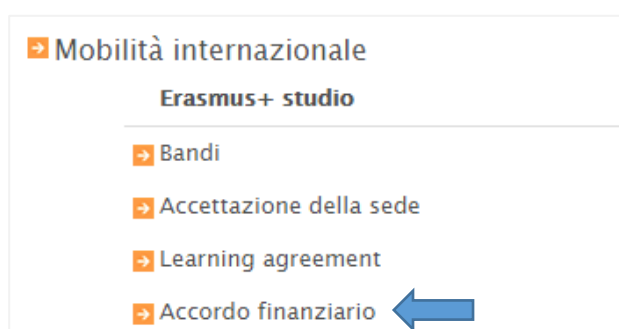 Mobilità internazionale
Erasmus+ studio
Bandi
Accettazione della sede
Learning agreement
Accordo finanziario